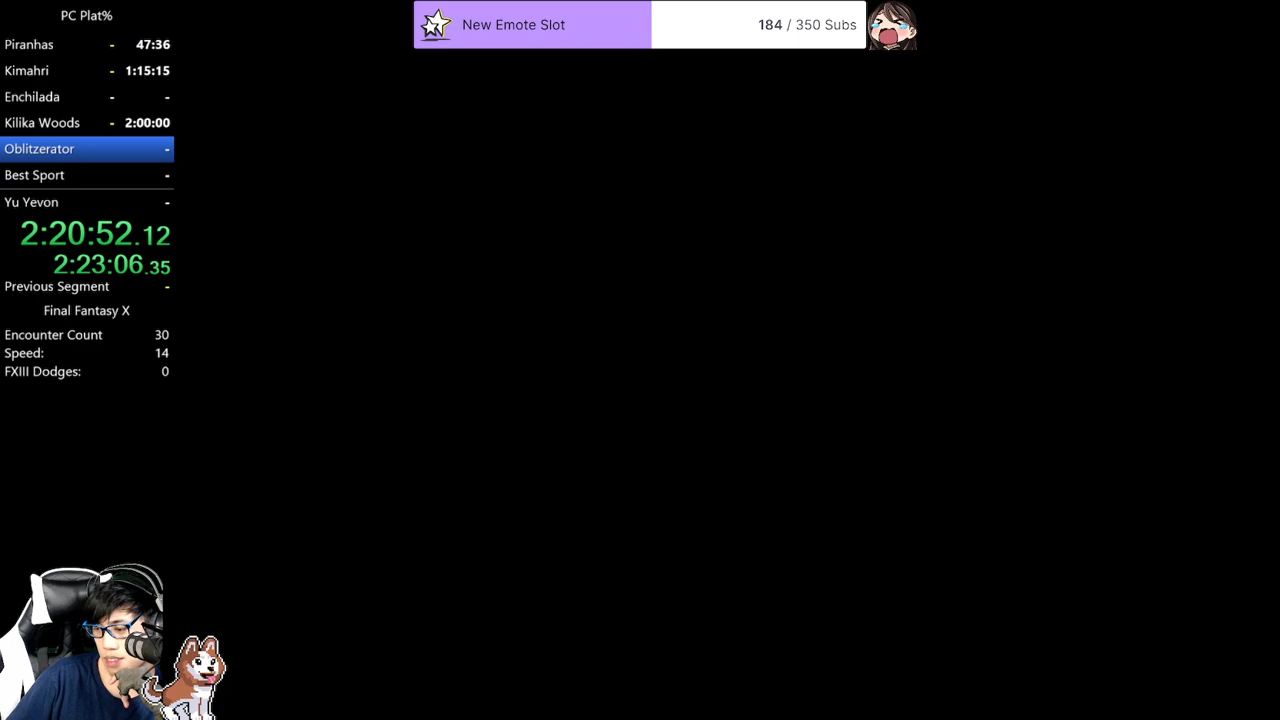 PC Plat%
New Emote Slot 184 / 350 Subs
Piranhas - 47:36
Kimahri - 1:15:15
Enchilada - -
Kilika Woods - 2:00:00
Oblitzerator -
Best Sport -
Yu Yevon -
2:20:52.12
2:23:06.35
Previous Segment -
Final Fantasy X
Encounter Count 30
Speed: 14
FXIII Dodges: 0